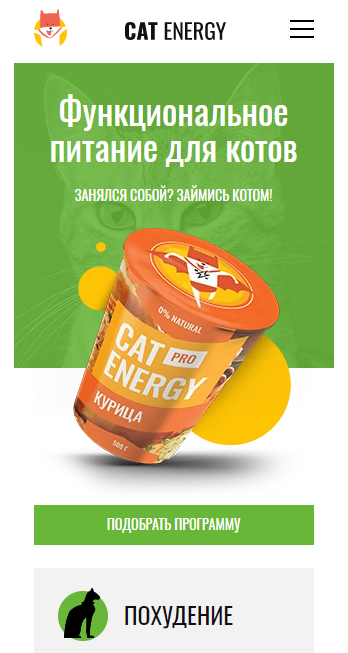 CAT ENERGY
Функциональное
питание для котов
ЗАНЯЛСЯ СОБОЙ? ЗАЙМИСЬ КОТОМ!
0% NATURAL
CAT PRO
ENERGY
КУРИЦА
500 Г
ПОДОБРАТЬ ПРОГРАММУ
ПОХУДЕНИЕ